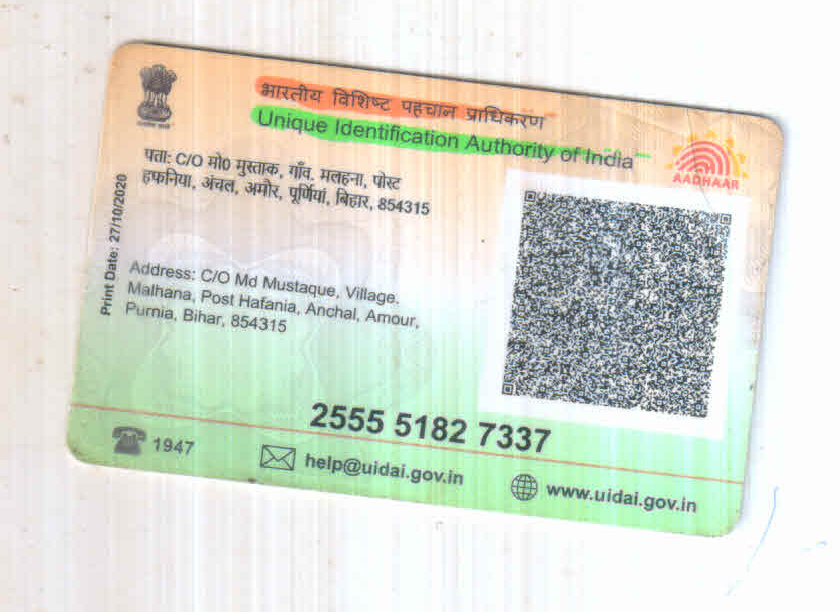 भारतीय विशिष्ट पहचान प्राधिकरण
Unique Identification Authority of India
AADHAAR
पता: C/O मो0 मुस्ताक, गाँव. मलहना, पोस्ट
हफनिया, अंचल, अमोर, पूर्णियां, बिहार, 854315
Print Date: 27/10/2020
Address: C/O Md Mustaque, Village.
Malhana, Post Hafania, Anchal, Amour,
Purnia, Bihar, 854315
2555 5182 7337
1947
help@uidai.gov.in
www.uidai.gov.in